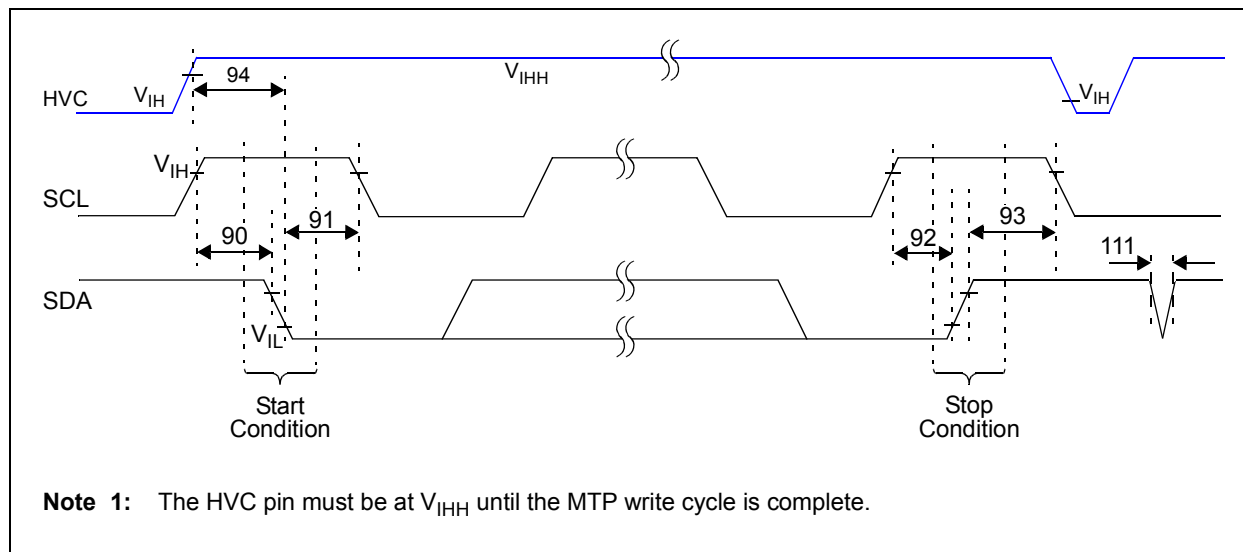 94
V_IHH
HVC
V_IH
V_IH
V_IH
SCL
90
91
92
93
111
SDA
V_IL
Start
Condition
Stop
Condition
Note 1: The HVC pin must be at V_IHH until the MTP write cycle is complete.